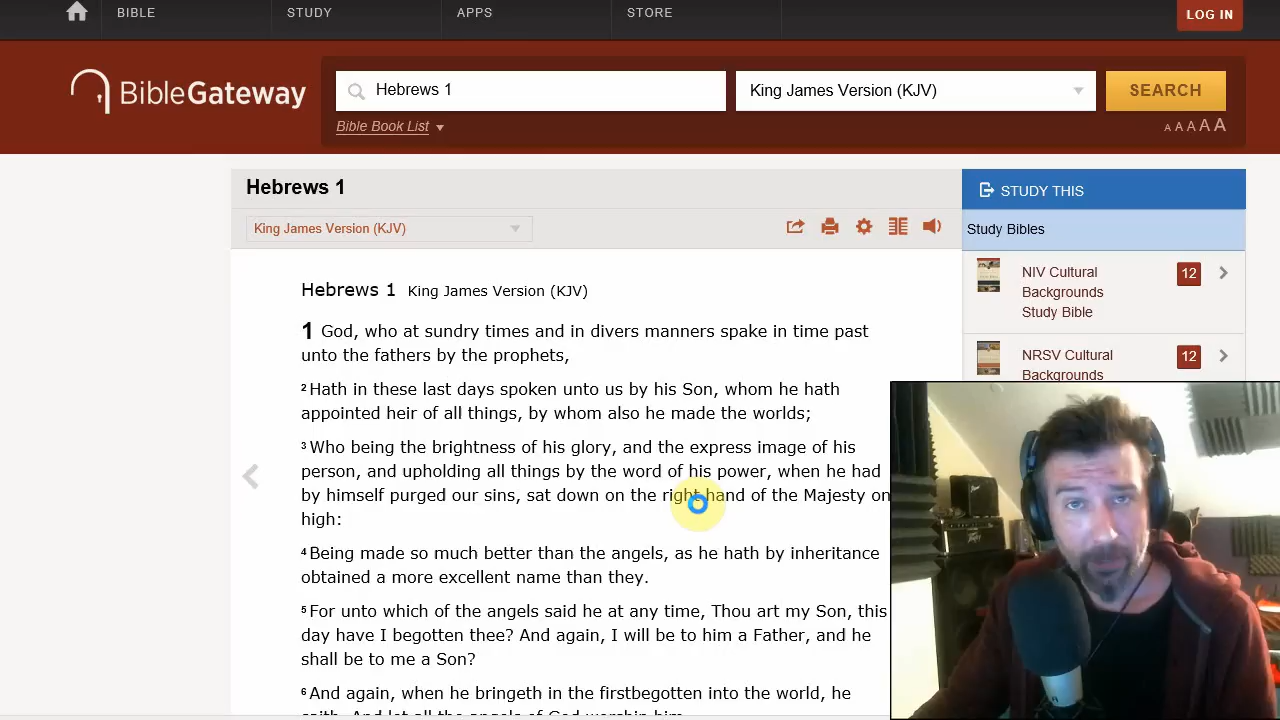 BIBLE STUDY APPS STORE LOG IN
BibleGateway
Hebrews 1
King James Version (KJV)
SEARCH
Bible Book List
A A A A A
Hebrews 1
King James Version (KJV)
Hebrews 1 King James Version (KJV)
1 God, who at sundry times and in divers manners spake in time past
unto the fathers by the prophets,
2 Hath in these last days spoken unto us by his Son, whom he hath
appointed heir of all things, by whom also he made the worlds;
3 Who being the brightness of his glory, and the express image of his
person, and upholding all things by the word of his power, when he had
by himself purged our sins, sat down on the right hand of the Majesty on
high:
4 Being made so much better than the angels, as he hath by inheritance
obtained a more excellent name than they.
5 For unto which of the angels said he at any time, Thou art my Son, this
day have I begotten thee? And again, I will be to him a Father, and he
shall be to me a Son?
6 And again, when he bringeth in the firstbegotten into the world, he
saith, And let all the angels of God worship him.
STUDY THIS
Study Bibles
NIV Cultural
Backgrounds
Study Bible
12
NRSV Cultural
Backgrounds
12